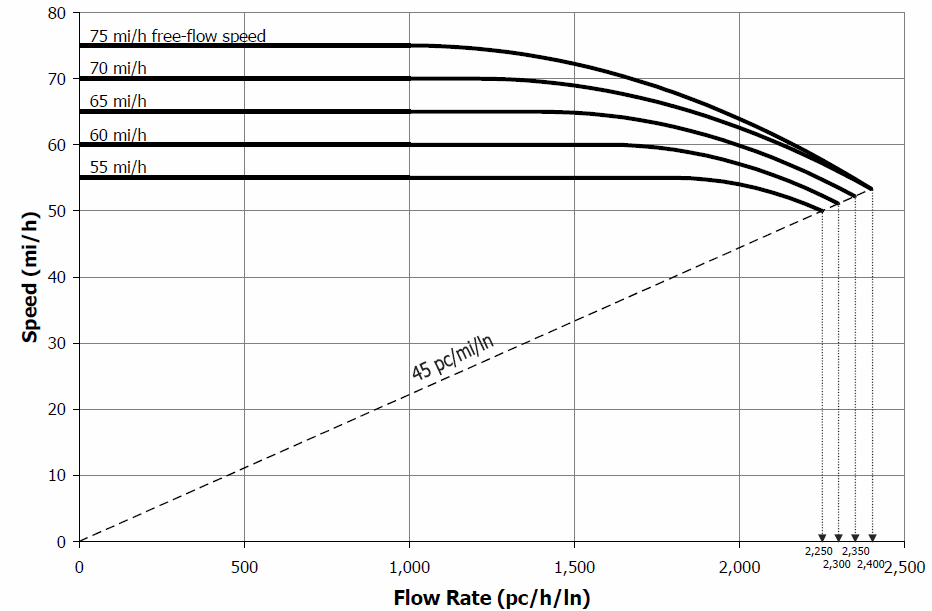 80
75 mi/h free-flow speed
70
70 mi/h
65 mi/h
60
60 mi/h
55 mi/h
50
40
30
20
10
0
Speed (mi/h)
45 pc/mi/ln
2,250
2,350
2,300
2,400
0
500
1,000
1,500
2,000
2,500
Flow Rate (pc/h/ln)